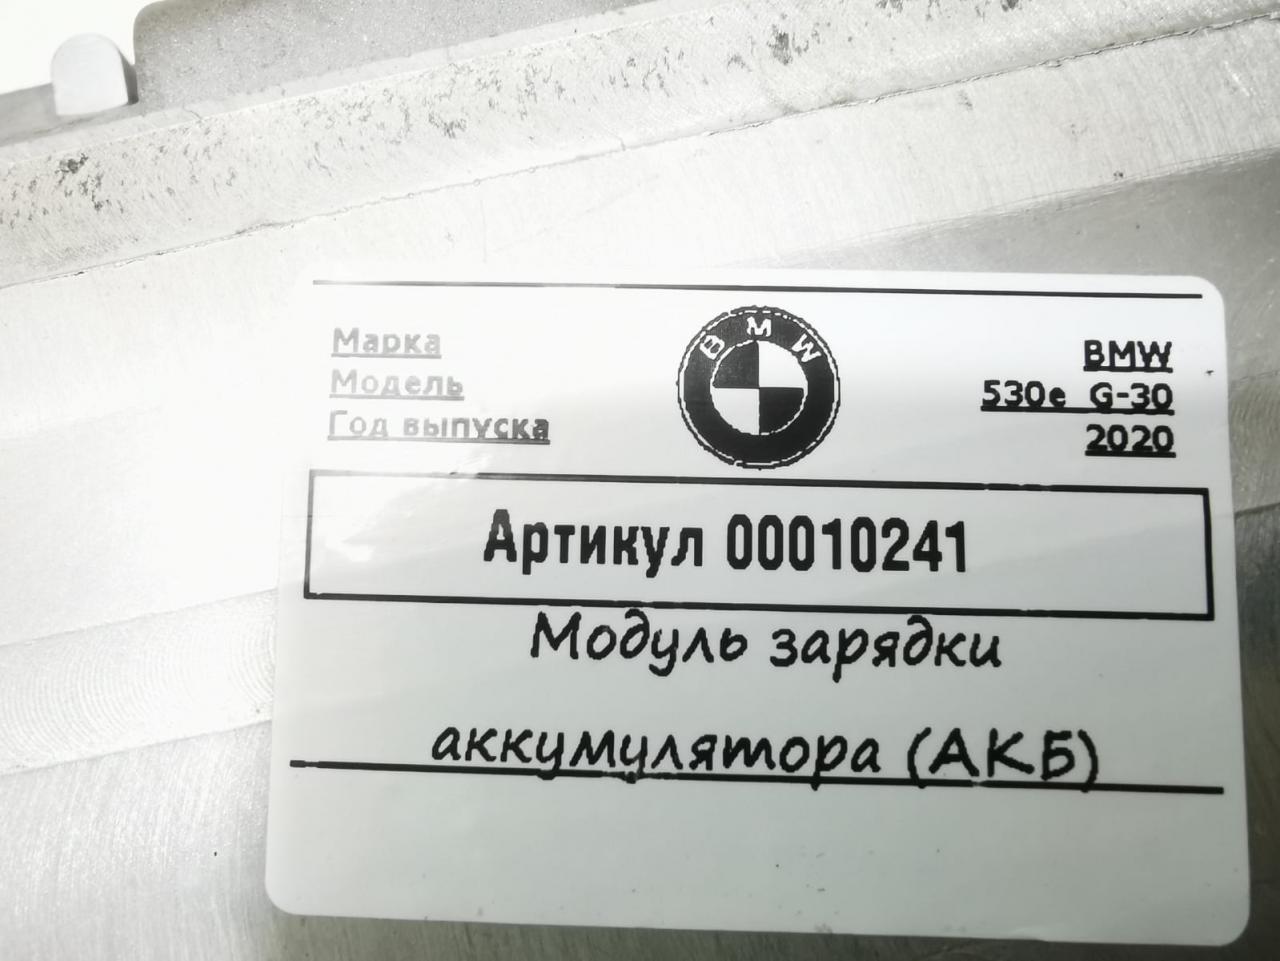 Марка BMW BMW
Модель 530e G-30
Год выпуска 2020
Артикул 00010241
Модуль зарядки
аккумулятора (АКБ)